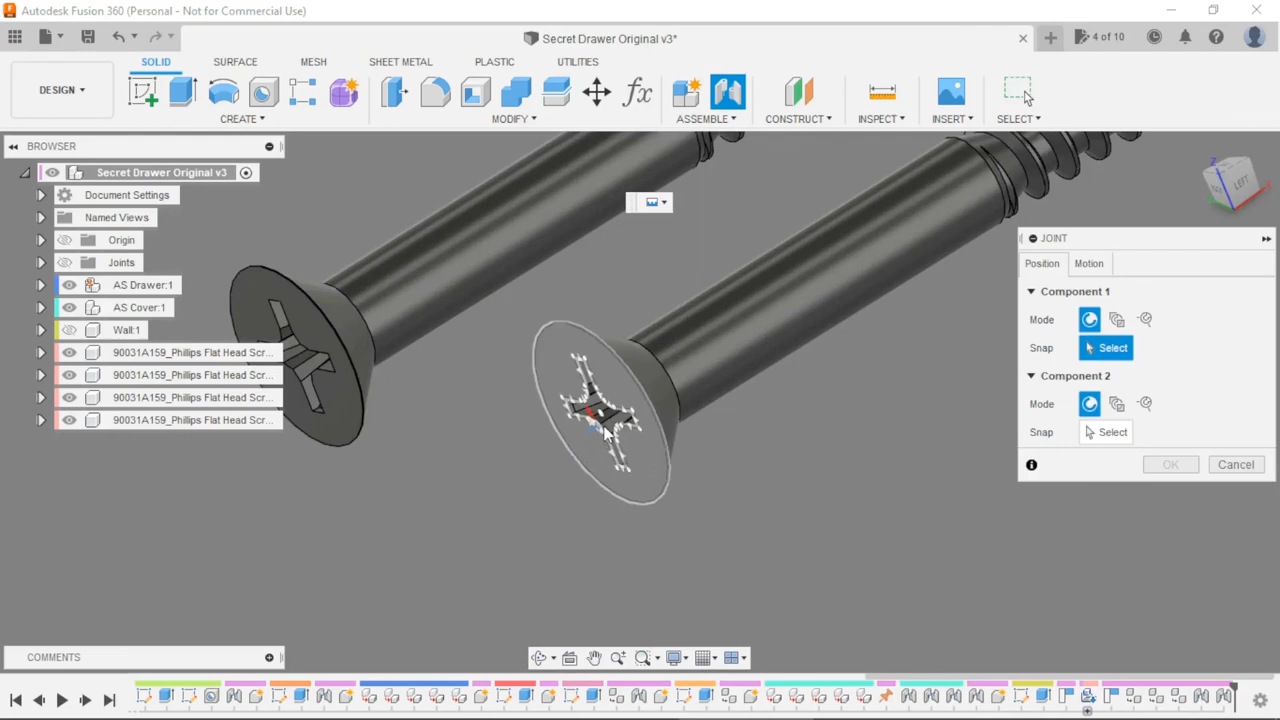 Autodesk Fusion 360 (Personal - Not for Commercial Use)
Secret Drawer Original v3*
4 of 10
SOLID SURFACE MESH SHEET METAL PLASTIC UTILITIES
DESIGN
CREATE MODIFY ASSEMBLE CONSTRUCT INSPECT INSERT SELECT
BROWSER
Secret Drawer Original v3
Document Settings
Named Views
Origin
Joints
AS Drawer:1
AS Cover:1
Wall:1
90031A159_Phillips Flat Head Scr...
90031A159_Phillips Flat Head Scr...
90031A159_Phillips Flat Head Scr...
90031A159_Phillips Flat Head Scr...
Z
LEFT
JOINT
Position Motion
Component 1
Mode
Snap Select
Component 2
Mode
Snap Select
OK Cancel
COMMENTS